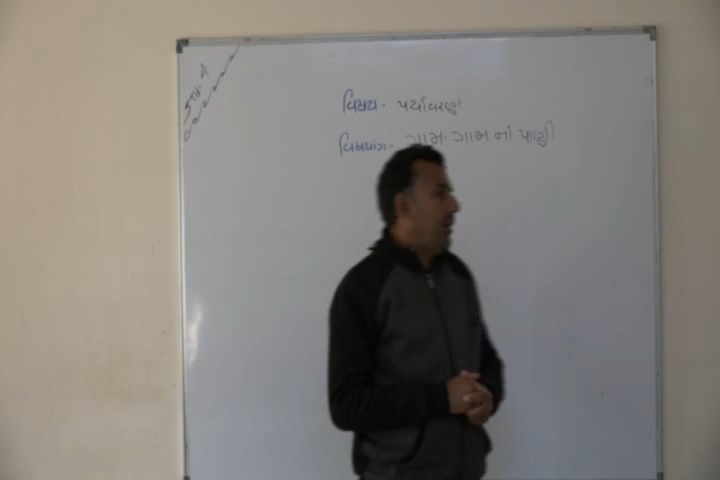 વિષય - પર્યાવરણ
વિષયાંગ - ગામે ગામ નાં પાણી